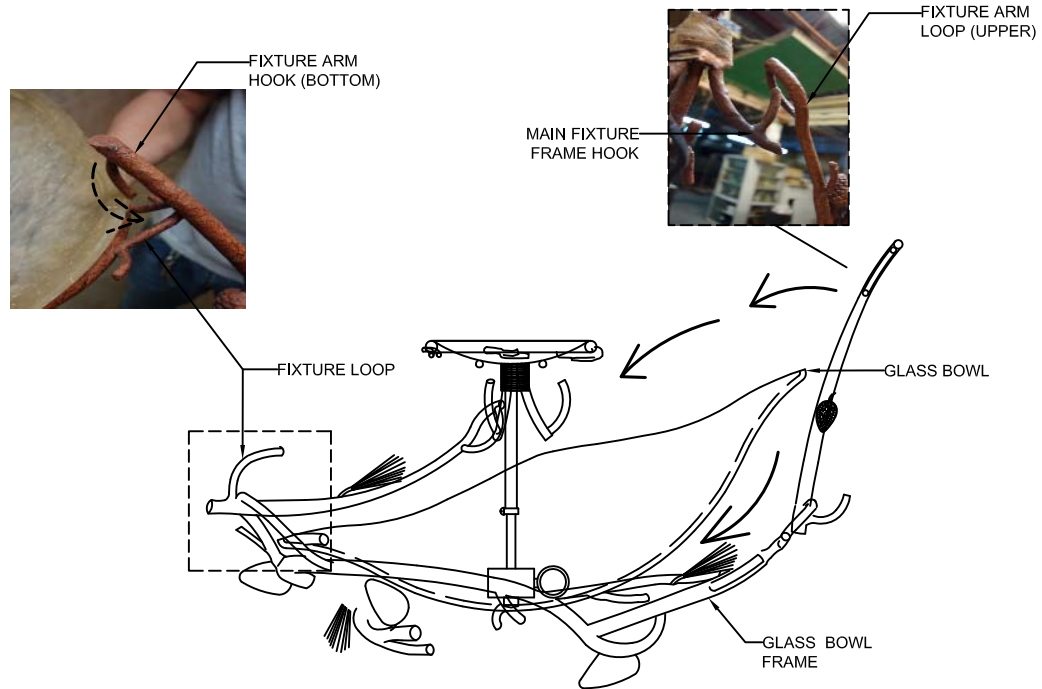 FIXTURE ARM
HOOK (BOTTOM)
FIXTURE ARM
LOOP (UPPER)
MAIN FIXTURE
FRAME HOOK
FIXTURE LOOP
GLASS BOWL
GLASS BOWL
FRAME